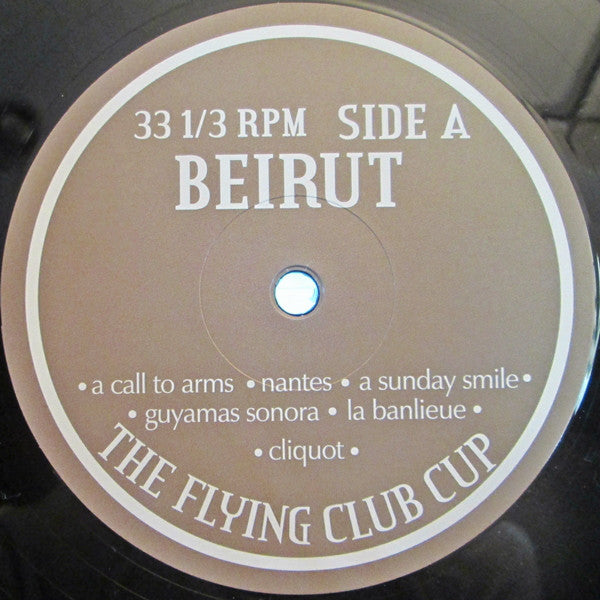 33 1/3 RPM SIDE A
BEIRUT
• a call to arms • nantes • a sunday smile •
• guyamas sonora • la banlieue •
• cliquot •
THE FLYING CLUB CUP